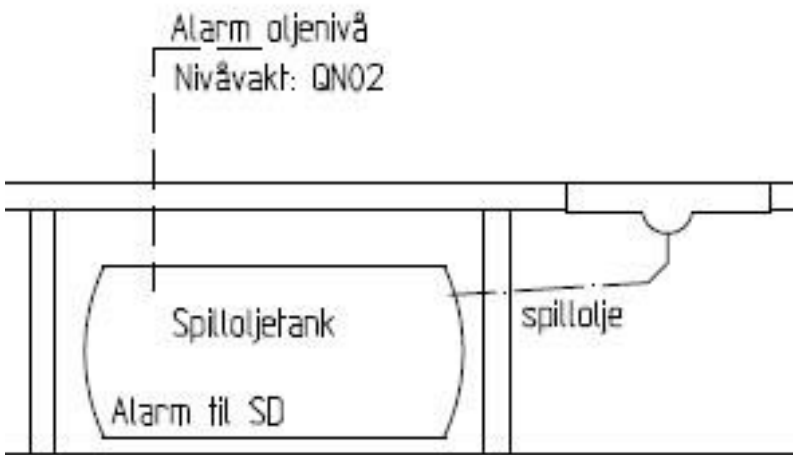 Alarm oljenivå
Nivåvakt: QN02
Spilloljetank
spillolje
Alarm til SD